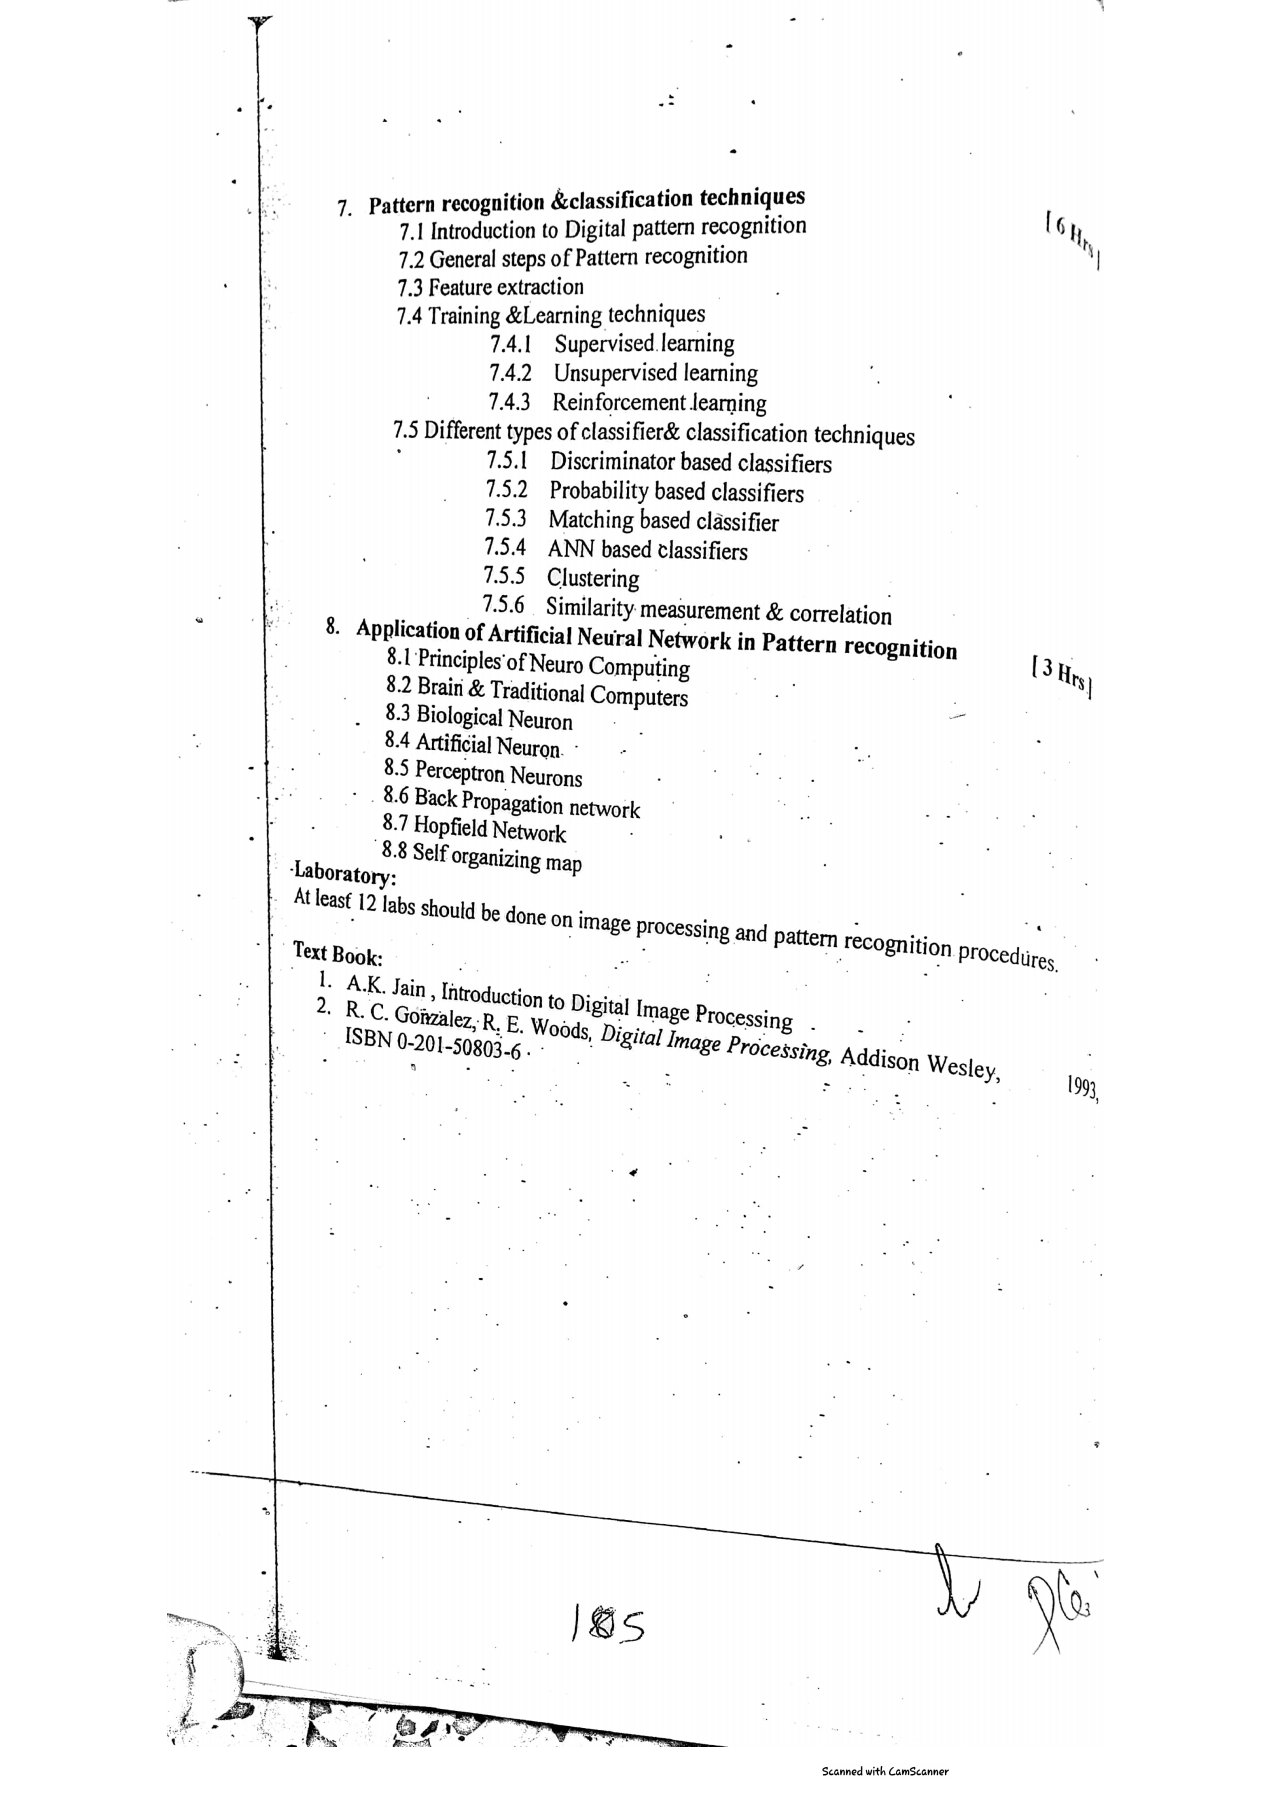 7. Pattern recognition &classification techniques [ 6 Hrs]
7.1 Introduction to Digital pattern recognition
7.2 General steps of Pattern recognition
7.3 Feature extraction
7.4 Training &Learning techniques
7.4.1 Supervised learning
7.4.2 Unsupervised learning
7.4.3 Reinforcement learning
7.5 Different types of classifier& classification techniques
7.5.1 Discriminator based classifiers
7.5.2 Probability based classifiers
7.5.3 Matching based classifier
7.5.4 ANN based classifiers
7.5.5 Clustering
7.5.6 Similarity measurement & correlation
8. Application of Artificial Neural Network in Pattern recognition [ 3 Hrs]
8.1 Principles of Neuro Computing
8.2 Brain & Traditional Computers
8.3 Biological Neuron
8.4 Artificial Neuron
8.5 Perceptron Neurons
8.6 Back Propagation network
8.7 Hopfield Network
8.8 Self organizing map
Laboratory:
At least 12 labs should be done on image processing and pattern recognition procedures.
Text Book:
1. A.K. Jain , Introduction to Digital Image Processing
2. R. C. Gonzalez, R. E. Woods, Digital Image Processing, Addison Wesley, 1993,
ISBN 0-201-50803-6
Scanned with CamScanner